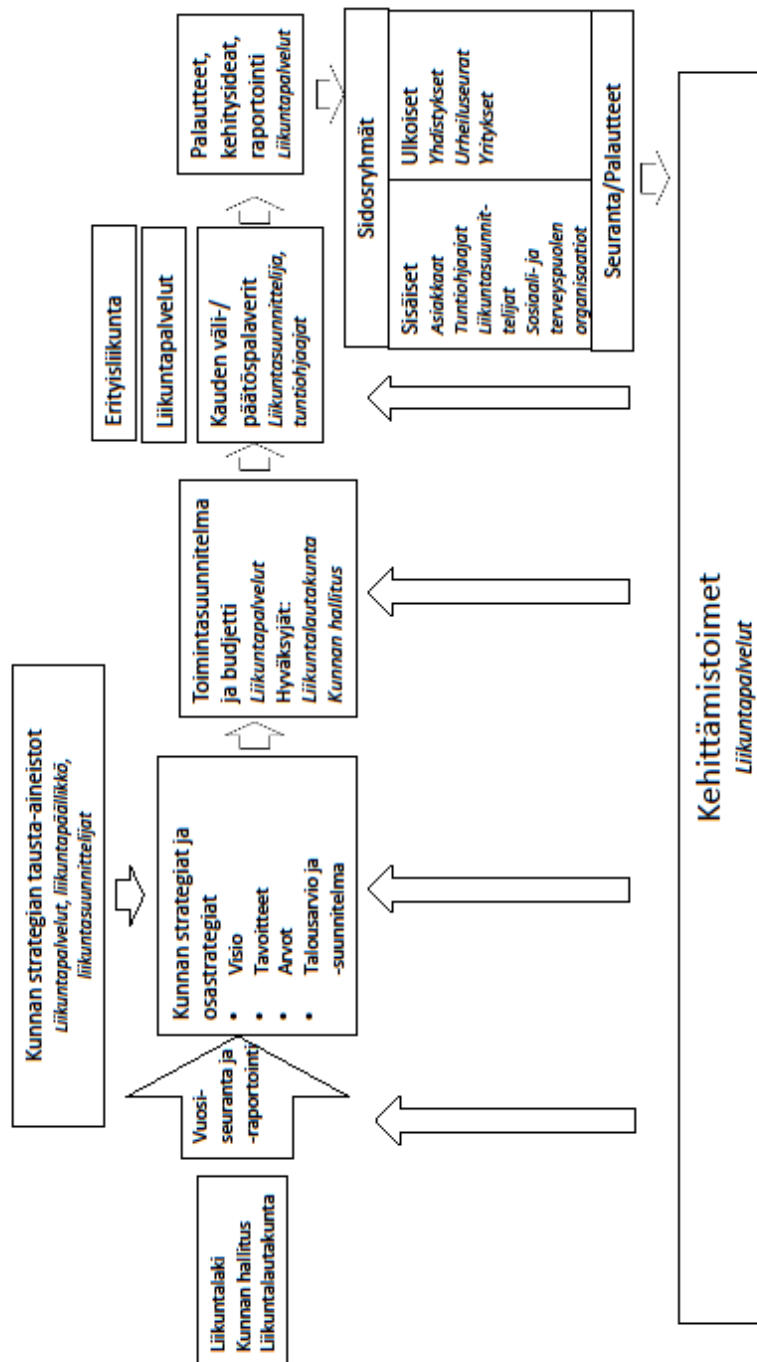 Liikuntalaki
Kunnan hallitus
Liikuntalautakunta
Vuosi-
seuranta ja
-raportointi
Kunnan strategian tausta-aineistot
Liikuntapalvelut, liikuntapäällikkö,
liikuntasuunnittelijat
Kunnan strategiat ja
osastrategiat
• Visio
• Tavoitteet
• Arvot
• Talousarvio ja
-suunnitelma
Toimintasuunnitelma
ja budjetti
Liikuntapalvelut
Hyväksyjät:
Liikuntalautakunta
Kunnan hallitus
Erityisliikunta
Liikuntapalvelut
Kauden väli-/
päätöspalaverit
Liikuntasuunnittelija,
tuntiohjaajat
Palautteet,
kehitysideat,
raportointi
Liikuntapalvelut
Sidosryhmät
Sisäiset
Asiakkaat
Tuntiohjaajat
Liikuntasuunnit-
telijat
Sosiaali- ja
terveyspuolen
organisaatiot
Ulkoiset
Yhdistykset
Urheiluseurat
Yritykset
Seuranta/Palautteet
Kehittämistoimet
Liikuntapalvelut